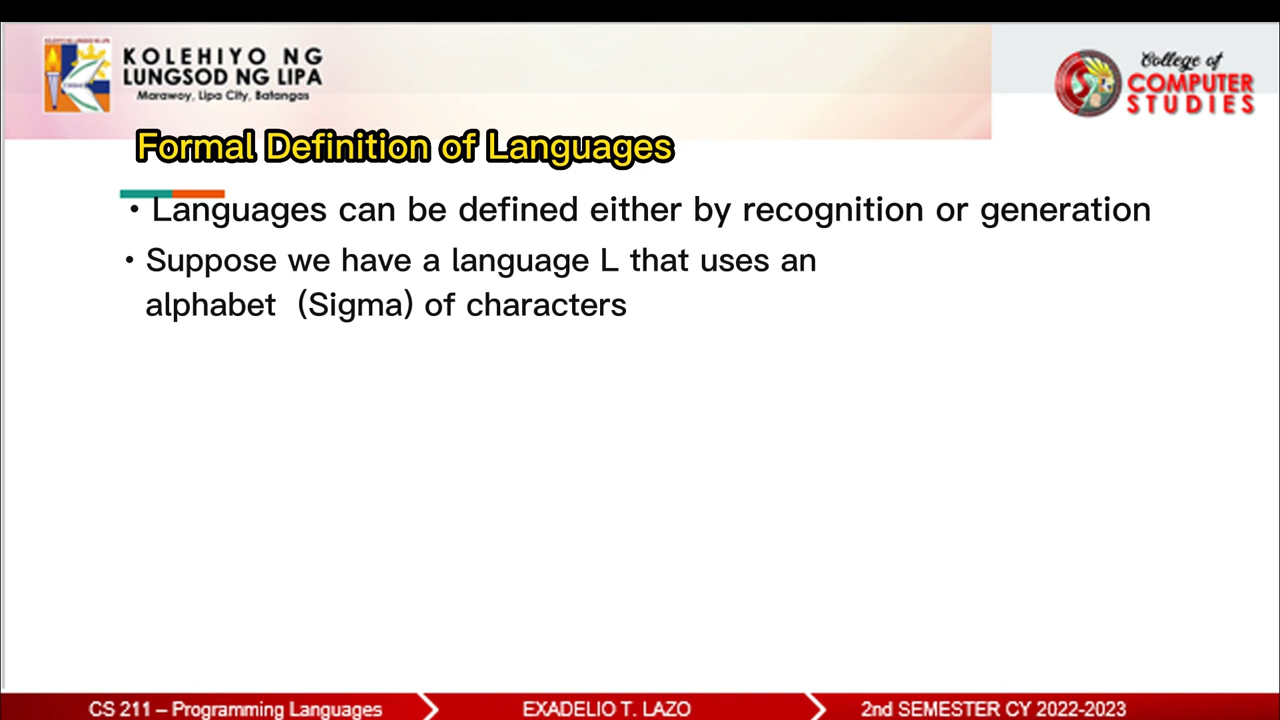 KOLEHIYO NG
LUNGSOD NG LIPA
Marawoy, Lipa City, Batangas
College of
COMPUTER
STUDIES
Formal Definition of Languages
• Languages can be defined either by recognition or generation
• Suppose we have a language L that uses an
alphabet (Sigma) of characters
CS 211 – Programming Languages
EXADELIO T. LAZO
2nd SEMESTER CY 2022-2023